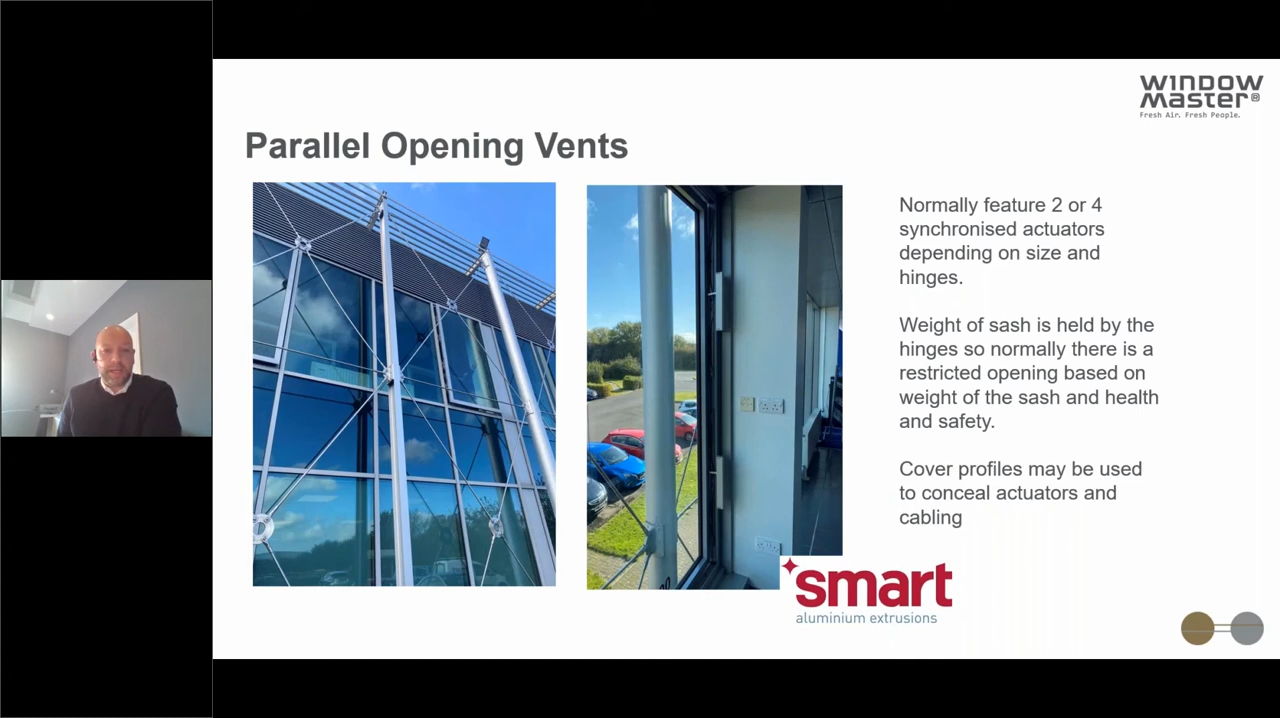 WINDOW
MASTER®
Fresh Air. Fresh People.
Parallel Opening Vents
Normally feature 2 or 4
synchronised actuators
depending on size and
hinges.
Weight of sash is held by the
hinges so normally there is a
restricted opening based on
weight of the sash and health
and safety.
Cover profiles may be used
to conceal actuators and
cabling
smart
aluminium extrusions